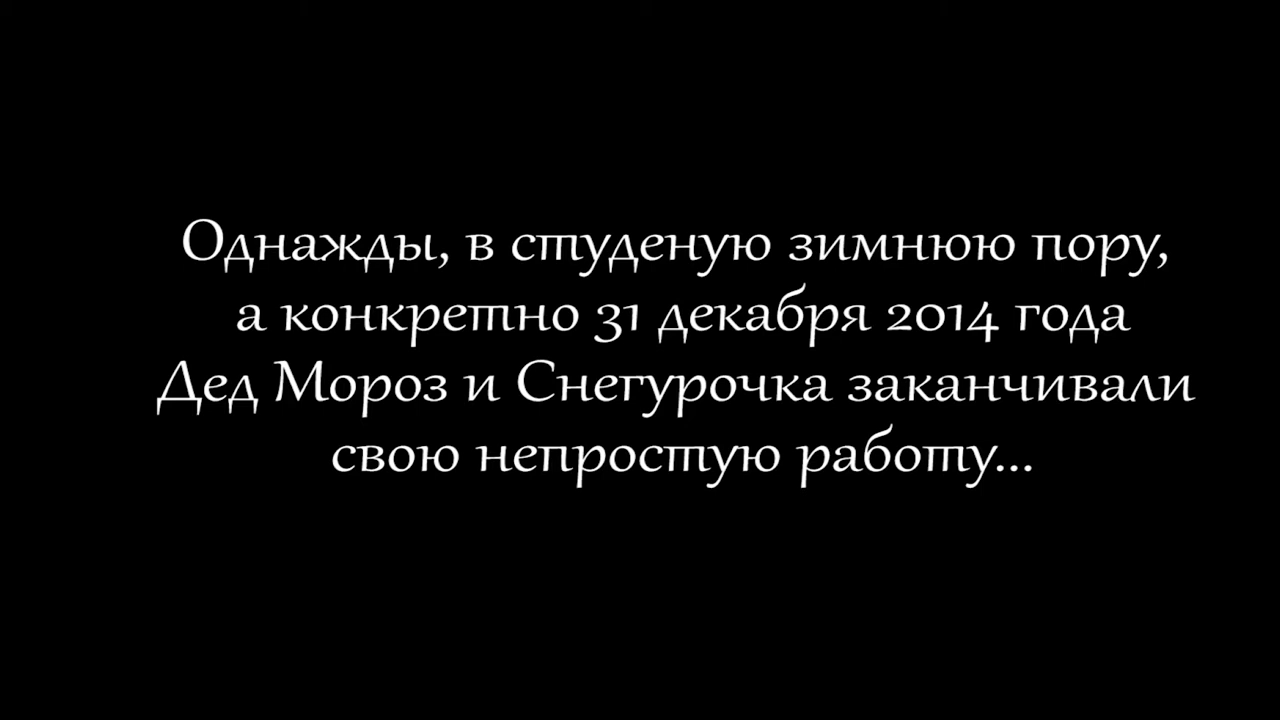 Однажды, в студеную зимнюю пору,
а конкретно 31 декабря 2014 года
Дед Мороз и Снегурочка заканчивали
свою непростую работу...